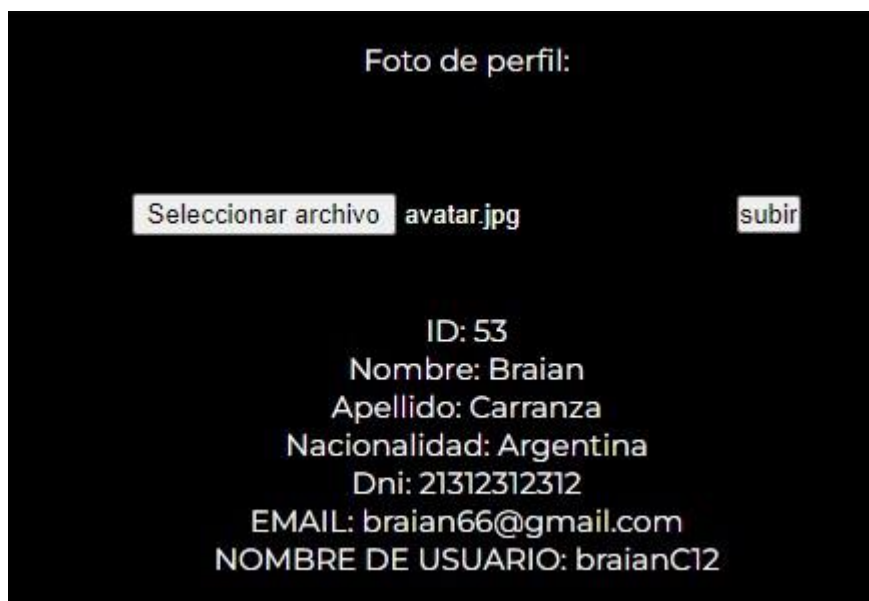 Foto de perfil:
Seleccionar archivo avatar.jpg subir
ID: 53
Nombre: Braian
Apellido: Carranza
Nacionalidad: Argentina
Dni: 21312312312
EMAIL: braian66@gmail.com
NOMBRE DE USUARIO: braianC12